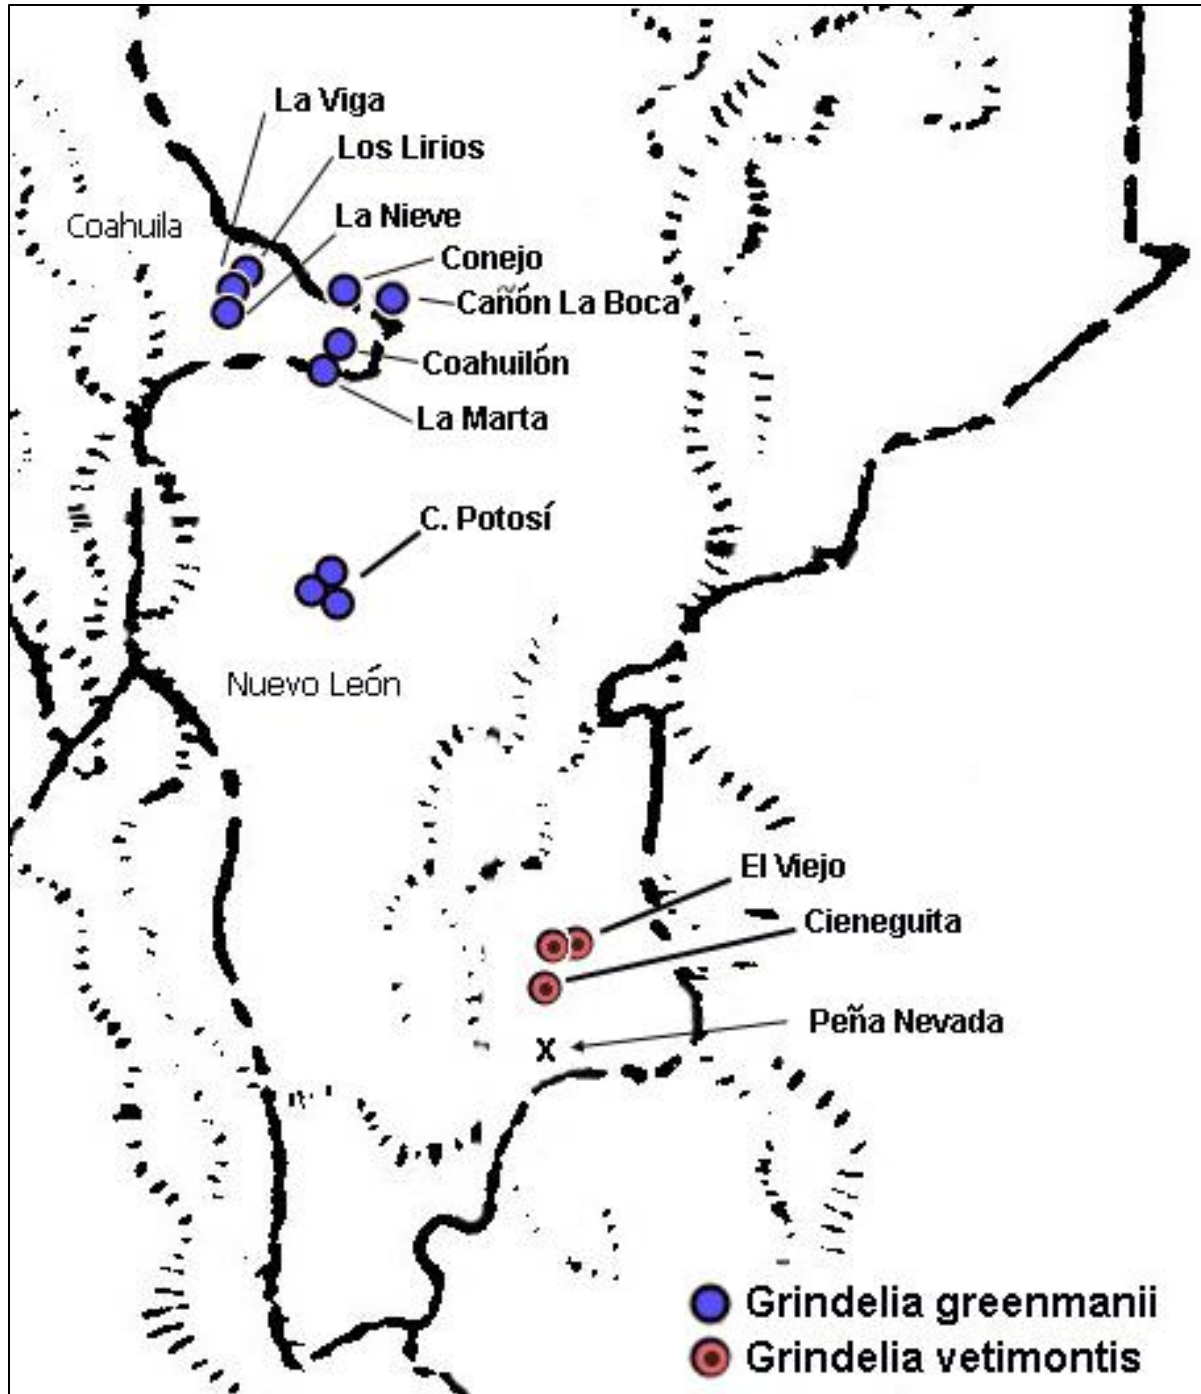 La Viga
Los Lirios
Coahuila
La Nieve
Conejo
Cañón La Boca
Coahuilón
La Marta
C. Potosí
Nuevo León
El Viejo
Cieneguita
Peña Nevada
X
Grindelia greenmanii
Grindelia vetimontis